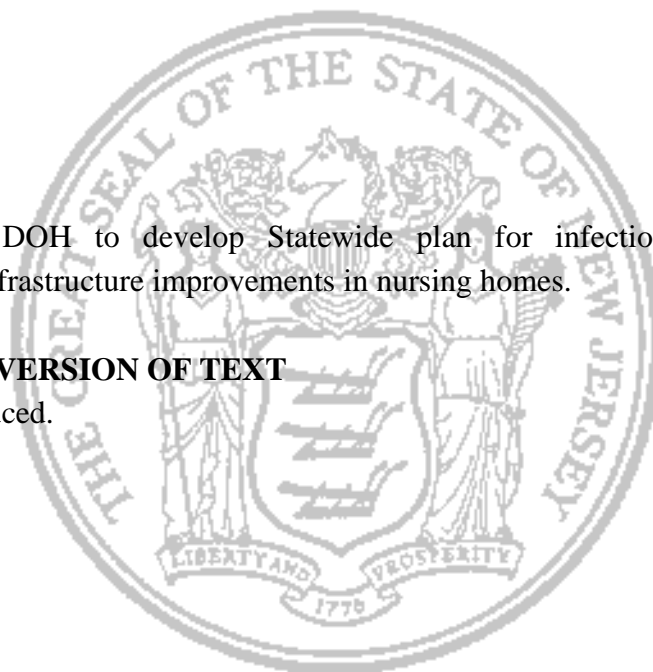 THE GREAT SEAL OF THE STATE OF NEW JERSEY
DOH to develop Statewide plan for infectio
frastructure improvements in nursing homes.
VERSION OF TEXT
uced.
LIBERTY AND PROSPERITY
1776